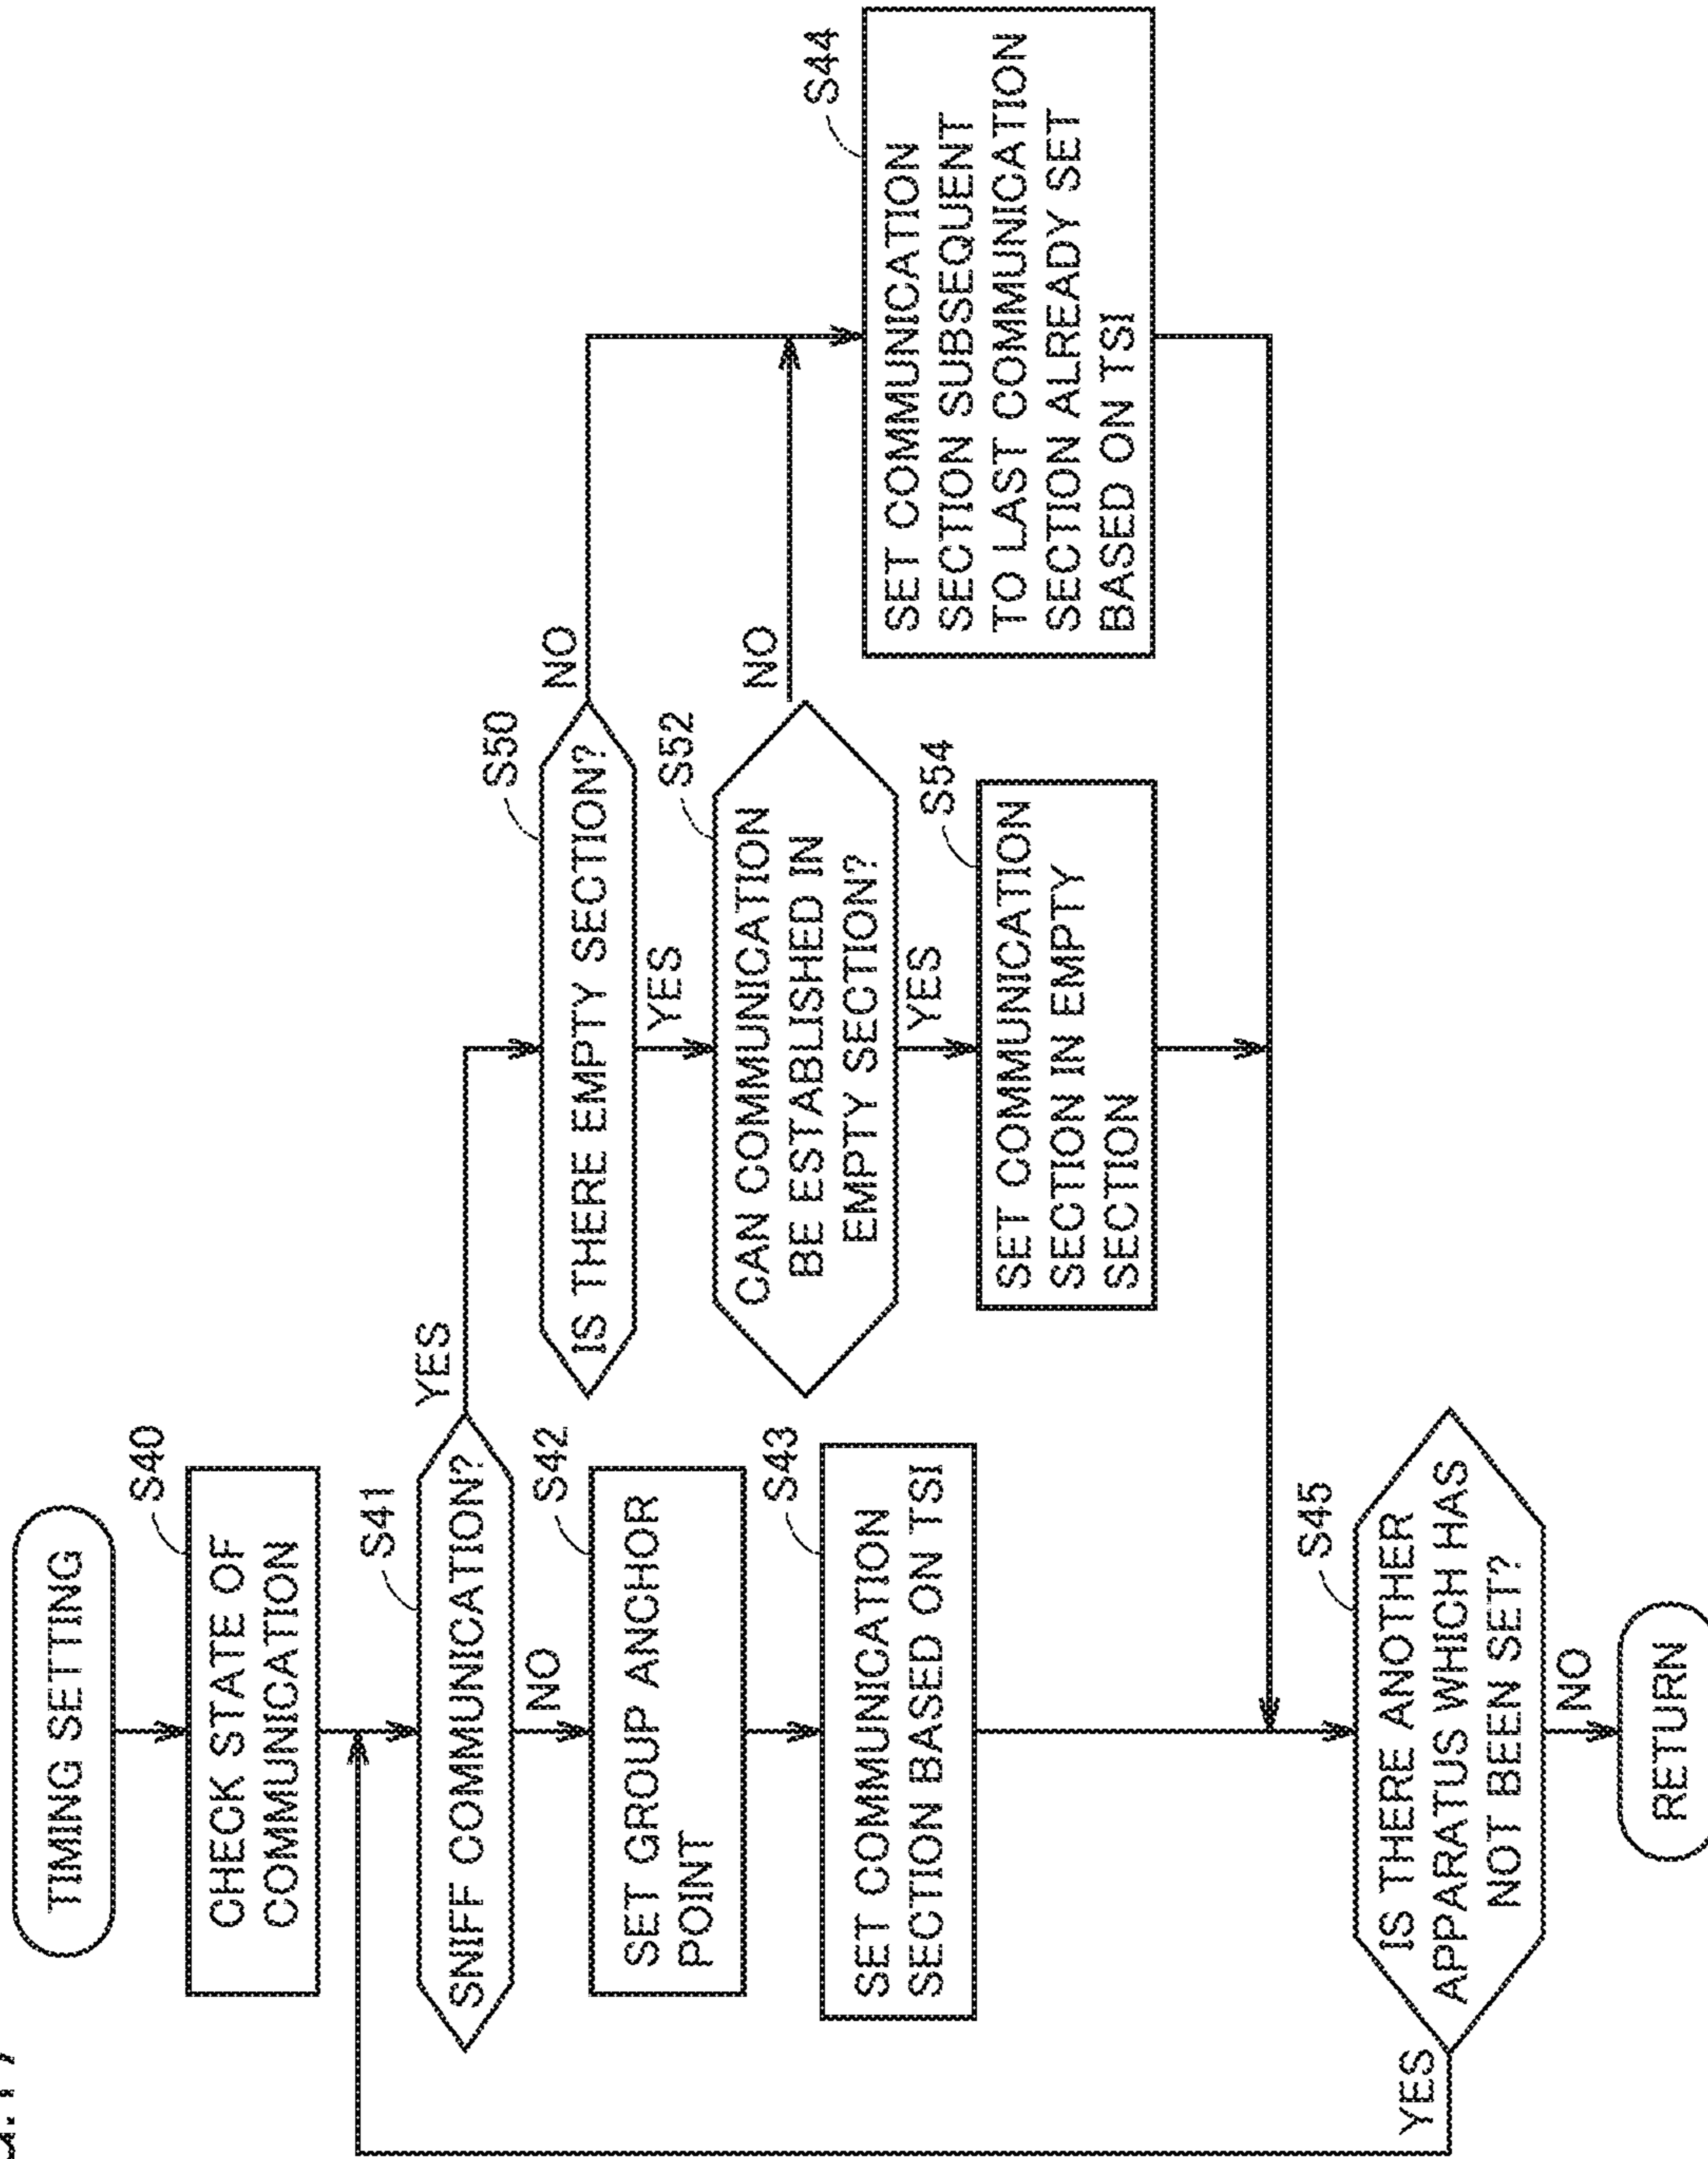 TIMING SETTING
S40
CHECK STATE OF
COMMUNICATION
S41
SNIFF COMMUNICATION?
YES
NO
S42
SET GROUP ANCHOR
POINT
S43
SET COMMUNICATION
SECTION BASED ON TSI
S50
IS THERE EMPTY SECTION?
NO
YES
S52
CAN COMMUNICATION
BE ESTABLISHED IN
EMPTY SECTION?
NO
YES
S54
SET COMMUNICATION
SECTION IN EMPTY
SECTION
S44
SET COMMUNICATION
SECTION SUBSEQUENT
TO LAST COMMUNICATION
SECTION ALREADY SET
BASED ON TSI
S45
IS THERE ANOTHER
APPARATUS WHICH HAS
NOT BEEN SET?
YES
NO
RETURN